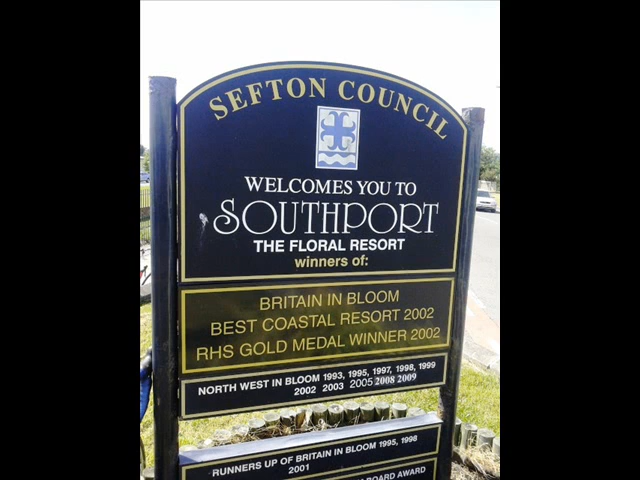 SEFTON COUNCIL
WELCOMES YOU TO
SOUTHPORT
THE FLORAL RESORT
winners of:
BRITAIN IN BLOOM
BEST COASTAL RESORT 2002
RHS GOLD MEDAL WINNER 2002
NORTH WEST IN BLOOM 1993, 1995, 1997, 1998, 1999
2002 2003 2005 2008 2009
RUNNERS UP OF BRITAIN IN BLOOM 1995, 1998
2001
BOARD AWARD